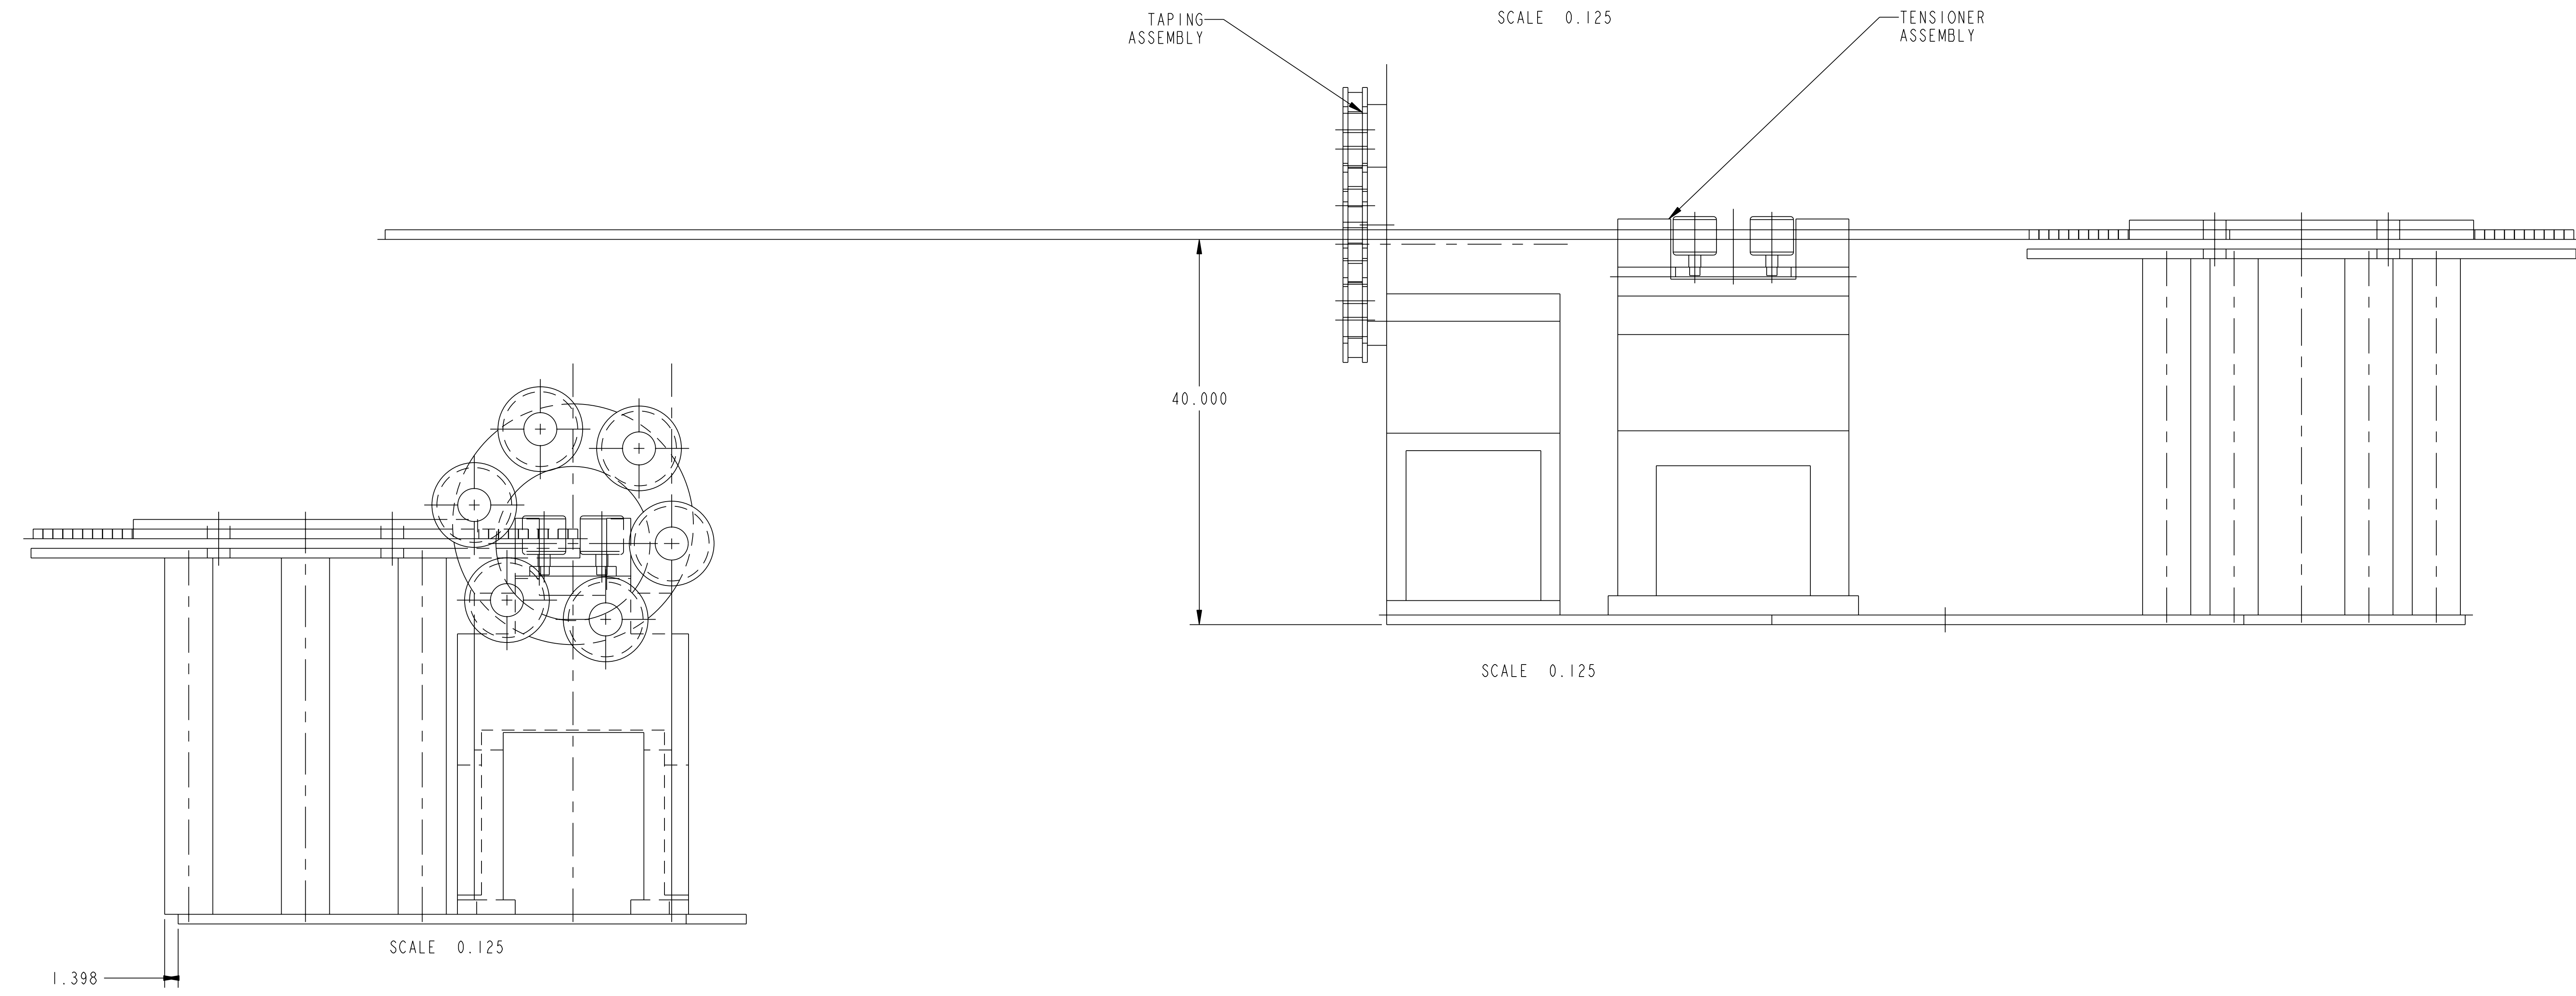 TAPING
ASSEMBLY
SCALE 0.125
TENSIONER
ASSEMBLY
40.000
SCALE 0.125
SCALE 0.125
1.398